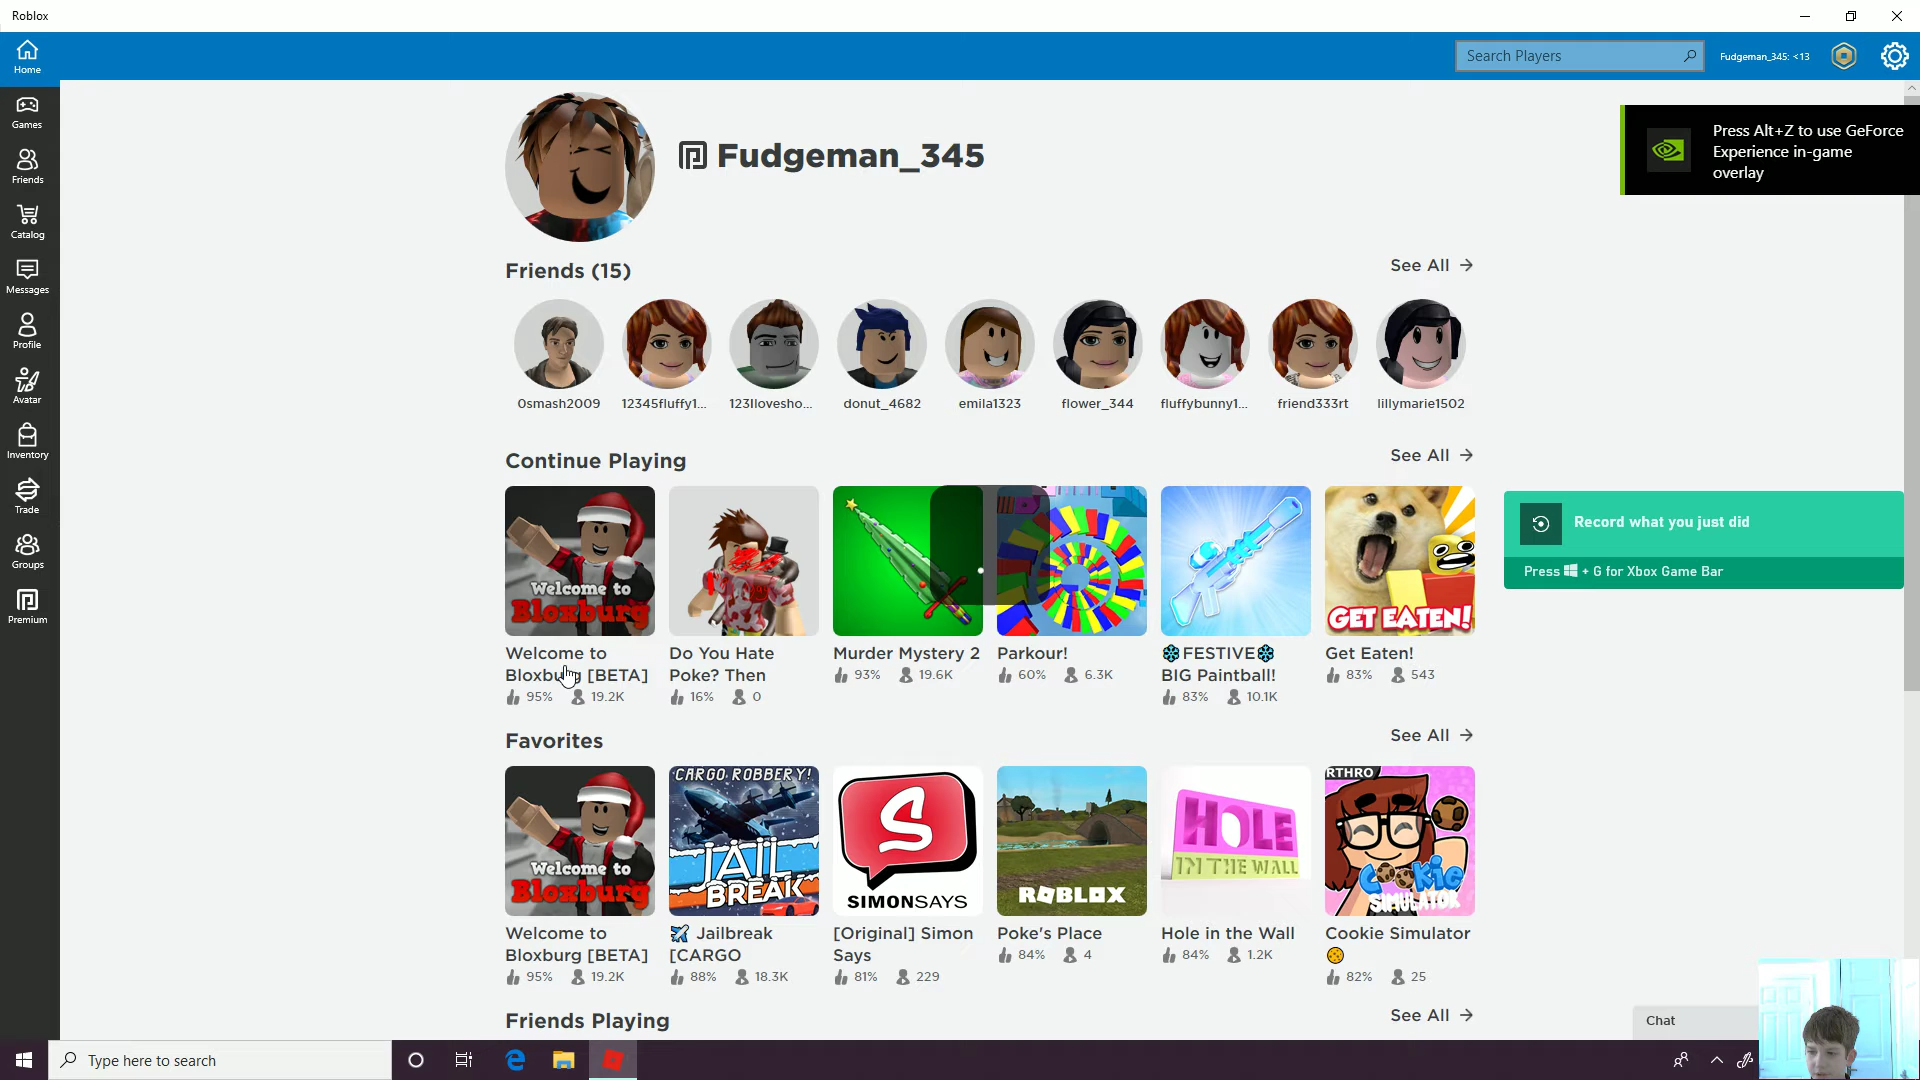 Roblox
Home
Search Players
Fudgeman_345: <13
Games
Friends
Catalog
Messages
Profile
Avatar
Inventory
Trade
Groups
Premium
Fudgeman_345
Press Alt+Z to use GeForce
Experience in-game
overlay
Friends (15)
See All
0smash2009
12345fluffy1...
123Ilovesho...
donut_4682
emila1323
flower_344
fluffybunny1...
friend333rt
lillymarie1502
Continue Playing
See All
Welcome to
Bloxburg
GET EATEN!
Record what you just did
Press + G for Xbox Game Bar
Welcome to
Bloxburg [BETA]
95% 19.2K
Do You Hate
Poke? Then
16% 0
Murder Mystery 2
93% 19.6K
Parkour!
60% 6.3K
FESTIVE
BIG Paintball!
83% 10.1K
Get Eaten!
83% 543
Favorites
See All
Welcome to
Bloxburg
CARGO ROBBERY!
JAIL
BREAK
S
SIMONSAYS
ROBLOX
HOLE
IN THE WALL
RTHRO
Cookie
SIMULATOR
Welcome to
Bloxburg [BETA]
95% 19.2K
Jailbreak
[CARGO
88% 18.3K
[Original] Simon
Says
81% 229
Poke's Place
84% 4
Hole in the Wall
84% 1.2K
Cookie Simulator
82% 25
Friends Playing
See All
Chat
Type here to search